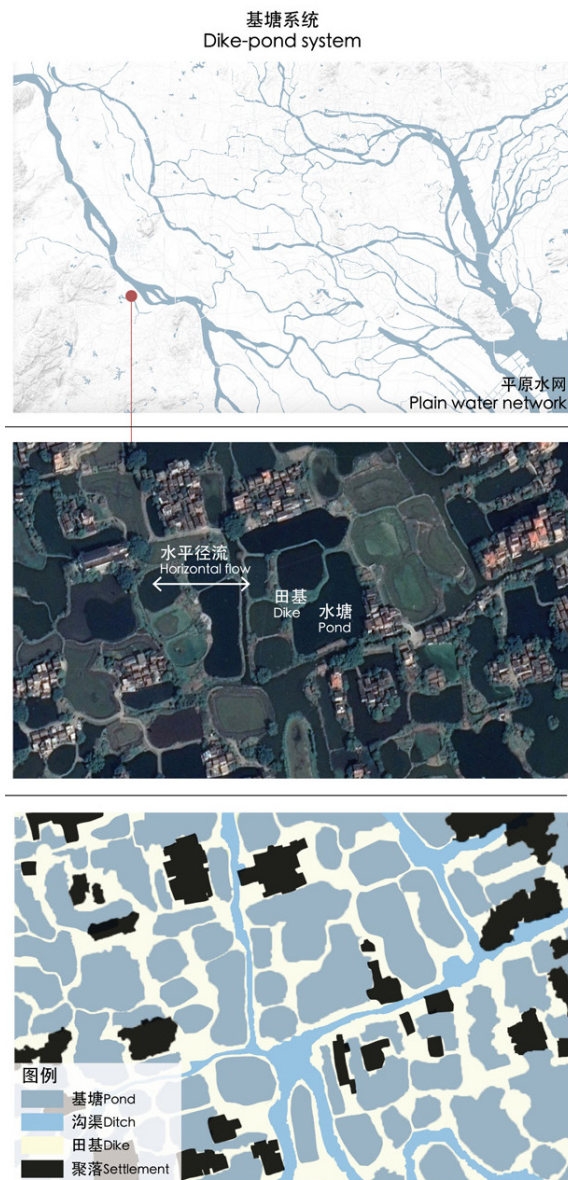 基塘系统
Dike-pond system
平原水网
Plain water network
水平径流
Horizontal flow
田基
Dike
水塘
Pond
图例
基塘Pond
沟渠Ditch
田基Dike
聚落Settlement